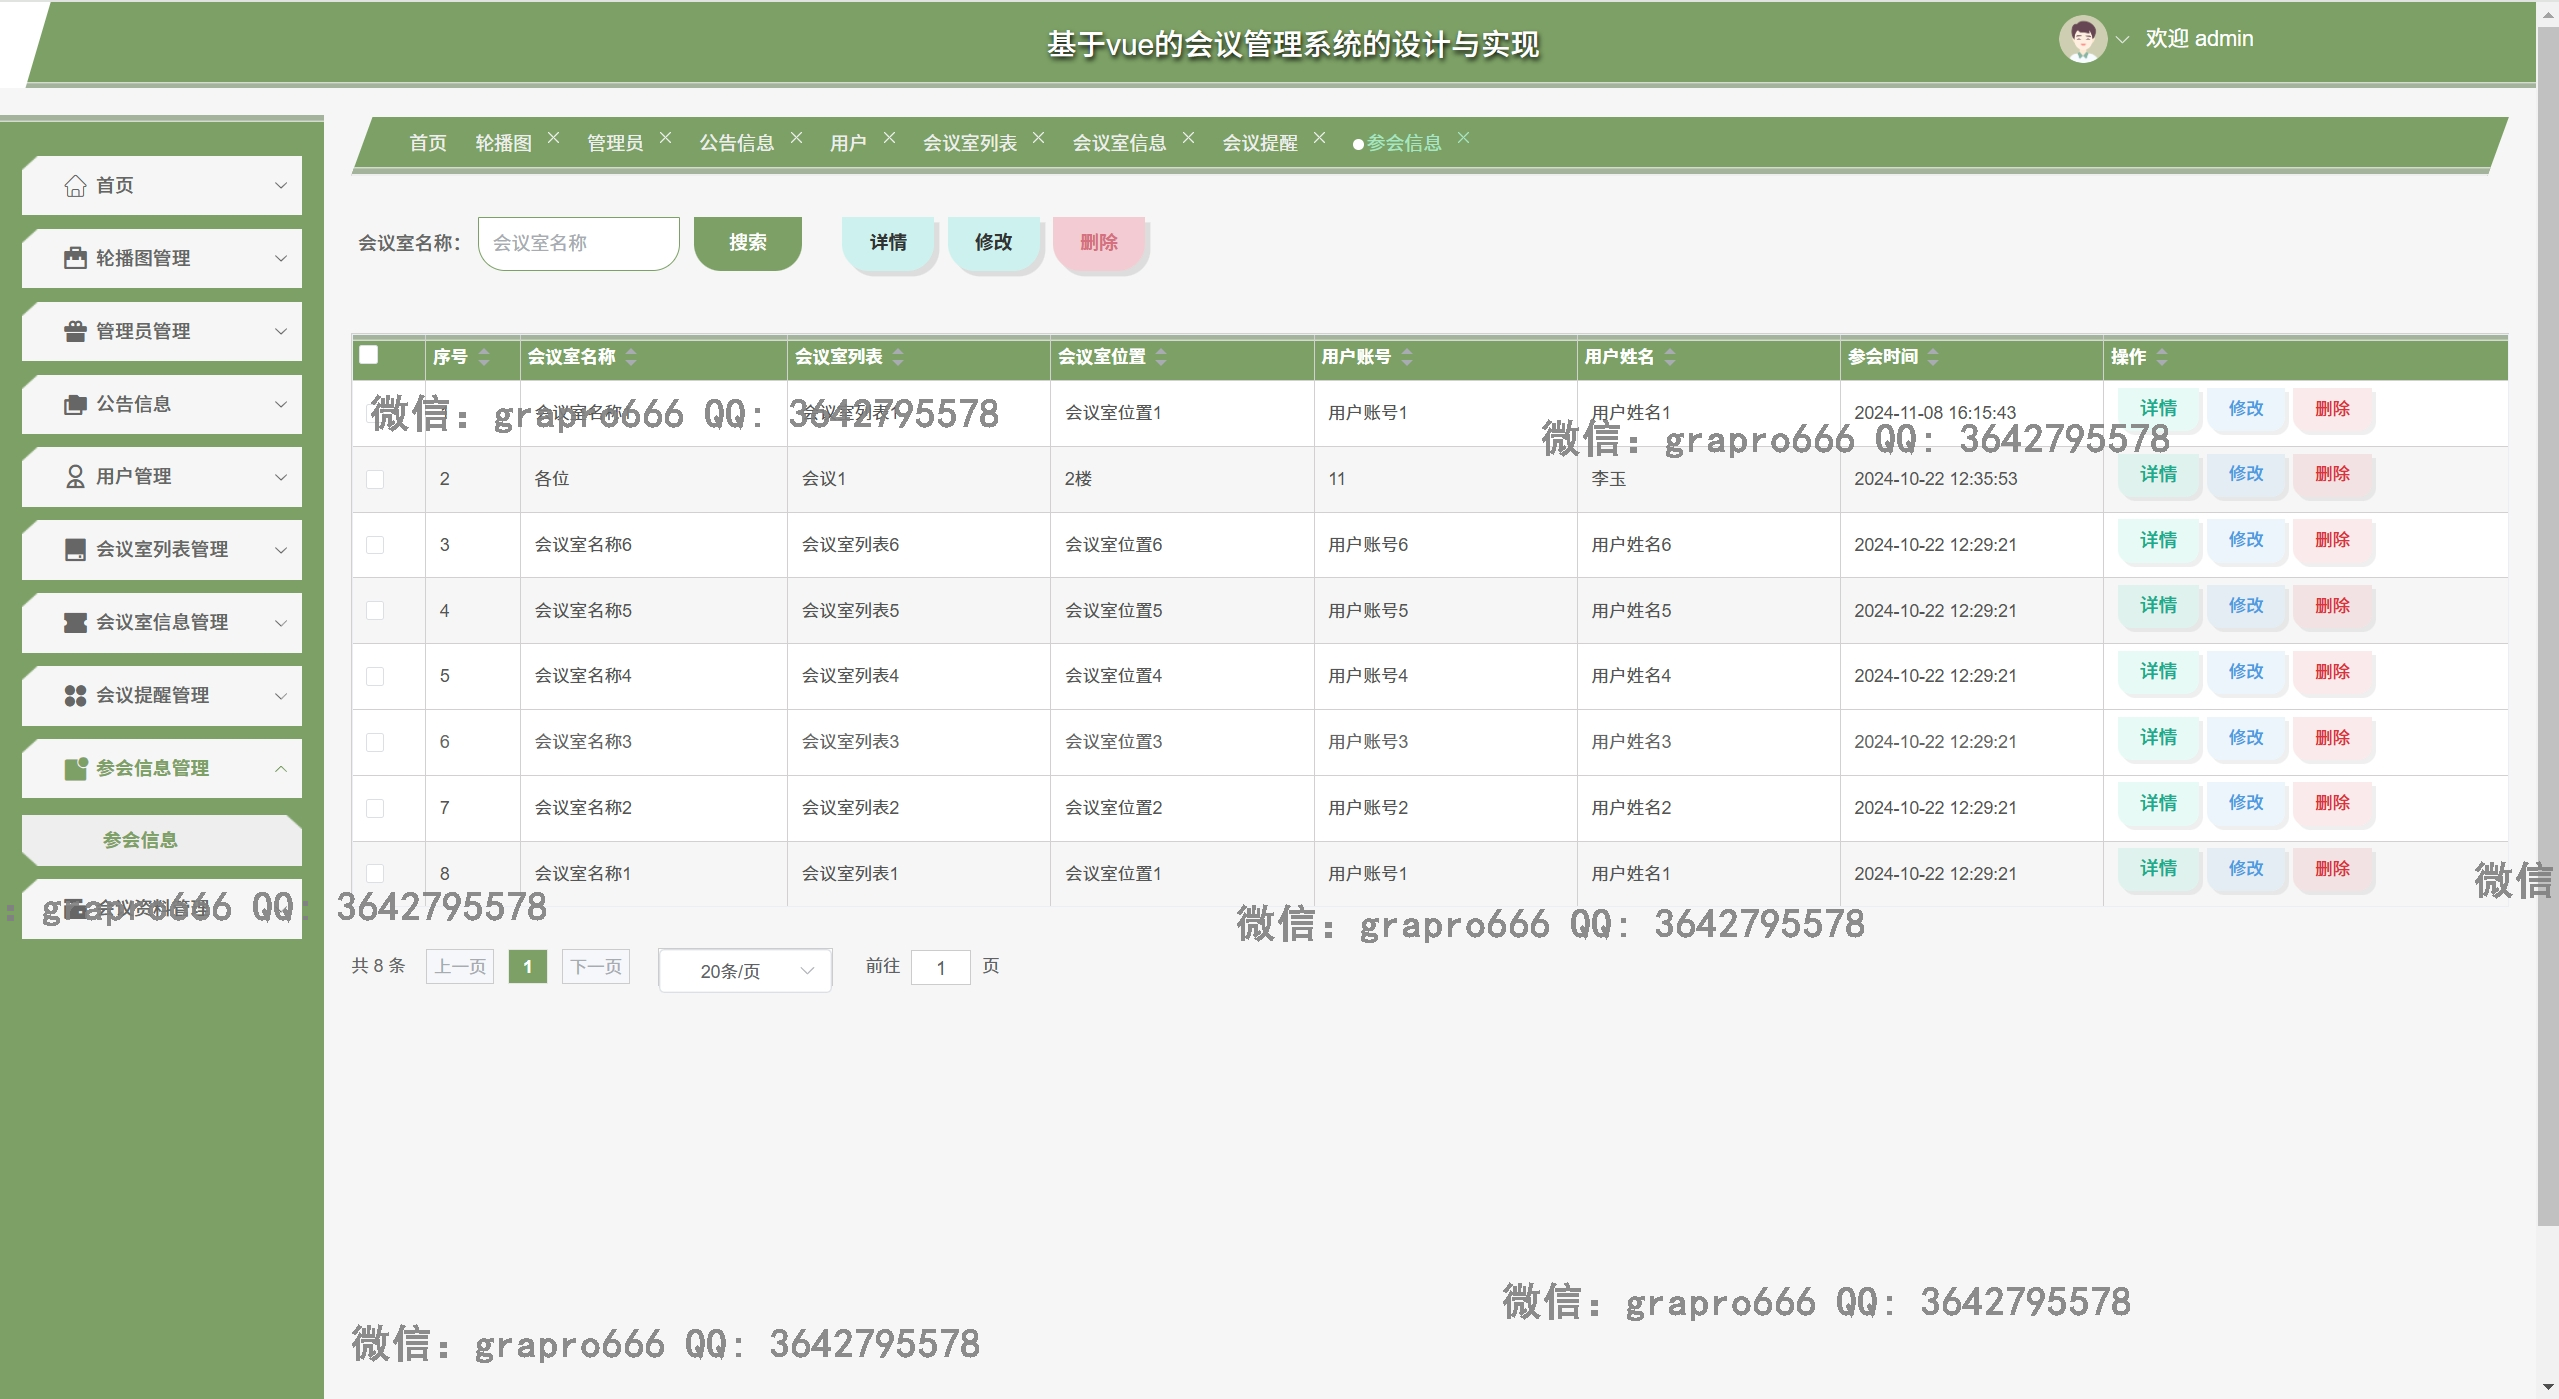 基于vue的会议管理系统的设计与实现
欢迎 admin
首页 轮播图 管理员 公告信息 用户 会议室列表 会议室信息 会议提醒 参会信息
首页
轮播图管理
管理员管理
公告信息
用户管理
会议室列表管理
会议室信息管理
会议提醒管理
参会信息管理
参会信息
会议资料管理
会议室名称: 会议室名称 搜索 详情 修改 删除
序号 会议室名称 会议室列表 会议室位置 用户账号 用户姓名 参会时间 操作
会议室名称1 会议室列表1 会议室位置1 用户账号1 用户姓名1 2024-11-08 16:15:43 详情 修改 删除
2 各位 会议1 2楼 11 李玉 2024-10-22 12:35:53 详情 修改 删除
3 会议室名称6 会议室列表6 会议室位置6 用户账号6 用户姓名6 2024-10-22 12:29:21 详情 修改 删除
4 会议室名称5 会议室列表5 会议室位置5 用户账号5 用户姓名5 2024-10-22 12:29:21 详情 修改 删除
5 会议室名称4 会议室列表4 会议室位置4 用户账号4 用户姓名4 2024-10-22 12:29:21 详情 修改 删除
6 会议室名称3 会议室列表3 会议室位置3 用户账号3 用户姓名3 2024-10-22 12:29:21 详情 修改 删除
7 会议室名称2 会议室列表2 会议室位置2 用户账号2 用户姓名2 2024-10-22 12:29:21 详情 修改 删除
8 会议室名称1 会议室列表1 会议室位置1 用户账号1 用户姓名1 2024-10-22 12:29:21 详情 修改 删除
共 8 条 上一页 1 下一页 20条/页 前往 1 页
微信: grapro666 QQ: 3642795578
微信: grapro666 QQ: 3642795578
: grapro666 QQ: 3642795578
微信: grapro666 QQ: 3642795578
微信
微信: grapro666 QQ: 3642795578
微信: grapro666 QQ: 3642795578